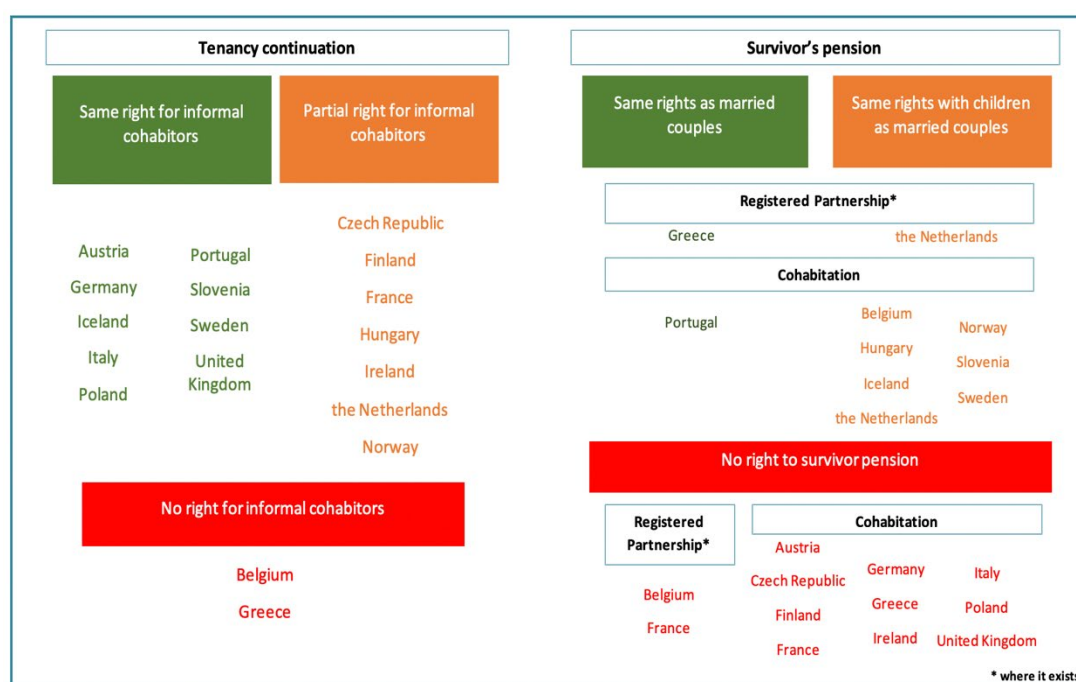 Tenancy continuation
Same right for informal
cohabitors
Partial right for informal
cohabitors
Austria
Germany
Iceland
Italy
Poland
Portugal
Slovenia
Sweden
United
Kingdom
Czech Republic
Finland
France
Hungary
Ireland
the Netherlands
Norway
No right for informal cohabitors
Belgium
Greece
Survivor's pension
Same rights as married
couples
Same rights with children
as married couples
Registered Partnership*
Greece
the Netherlands
Cohabitation
Portugal
Belgium
Hungary
Iceland
the Netherlands
Norway
Slovenia
Sweden
No right to survivor pension
Registered
Partnership*
Belgium
France
Cohabitation
Austria
Czech Republic
Finland
France
Germany
Greece
Ireland
Italy
Poland
United Kingdom
* where it exists